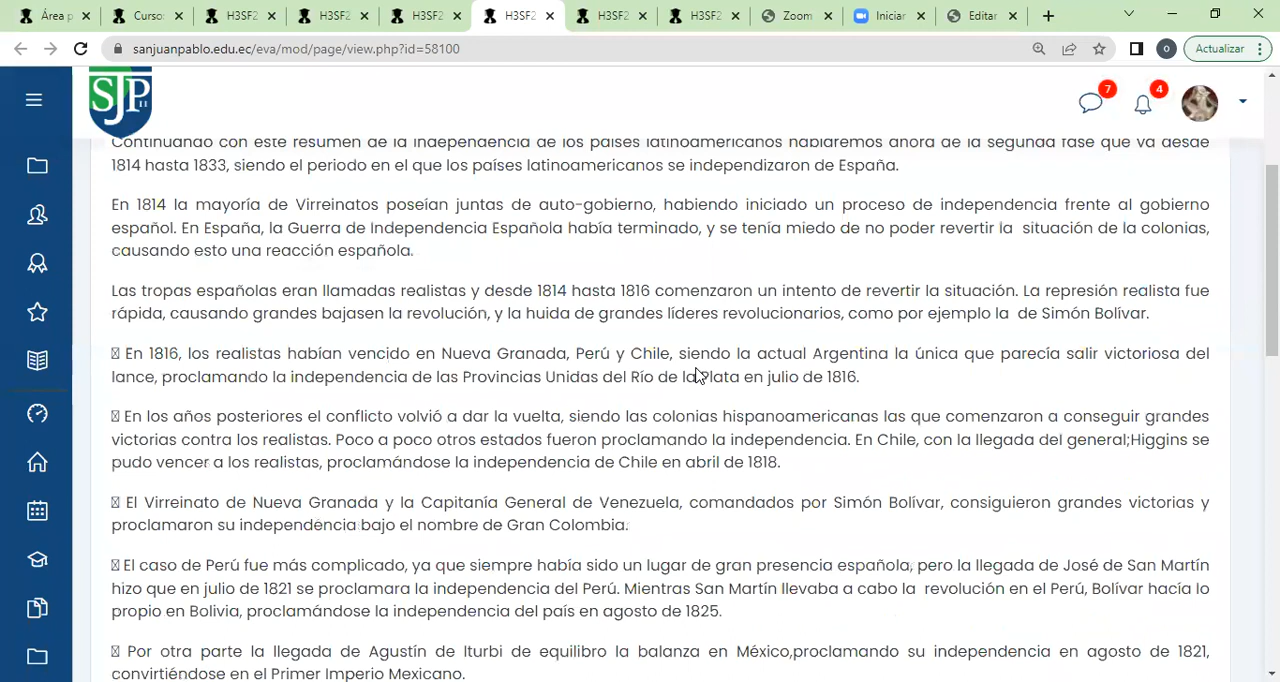 Área p
Curso:
H3SF2
H3SF2
H3SF2
H3SF2
H3SF2
H3SF2
Zoom
Iniciar
Editar
sanjuanpablo.edu.ec/eva/mod/page/view.php?id=58100
o
Actualizar
SJP II
7
4
Continuando con este resumen de la independencia de los países latinoamericanos hablaremos ahora de la segunda fase que va desde
1814 hasta 1833, siendo el periodo en el que los países latinoamericanos se independizaron de España.
En 1814 la mayoría de Virreinatos poseían juntas de auto-gobierno, habiendo iniciado un proceso de independencia frente al gobierno
español. En España, la Guerra de Independencia Española había terminado, y se tenía miedo de no poder revertir la situación de la colonias,
causando esto una reacción española.
Las tropas españolas eran llamadas realistas y desde 1814 hasta 1816 comenzaron un intento de revertir la situación. La represión realista fue
rápida, causando grandes bajasen la revolución, y la huida de grandes líderes revolucionarios, como por ejemplo la de Simón Bolívar.
En 1816, los realistas habían vencido en Nueva Granada, Perú y Chile, siendo la actual Argentina la única que parecía salir victoriosa del
lance, proclamando la independencia de las Provincias Unidas del Río de la Plata en julio de 1816.
En los años posteriores el conflicto volvió a dar la vuelta, siendo las colonias hispanoamericanas las que comenzaron a conseguir grandes
victorias contra los realistas. Poco a poco otros estados fueron proclamando la independencia. En Chile, con la llegada del general;Higgins se
pudo vencer a los realistas, proclamándose la independencia de Chile en abril de 1818.
El Virreinato de Nueva Granada y la Capitanía General de Venezuela, comandados por Simón Bolívar, consiguieron grandes victorias y
proclamaron su independencia bajo el nombre de Gran Colombia.
El caso de Perú fue más complicado, ya que siempre había sido un lugar de gran presencia española, pero la llegada de José de San Martín
hizo que en julio de 1821 se proclamara la independencia del Perú. Mientras San Martín llevaba a cabo la revolución en el Perú, Bolívar hacía lo
propio en Bolivia, proclamándose la independencia del país en agosto de 1825.
Por otra parte la llegada de Agustín de Iturbi de equilibro la balanza en México,proclamando su independencia en agosto de 1821,
convirtiéndose en el Primer Imperio Mexicano.